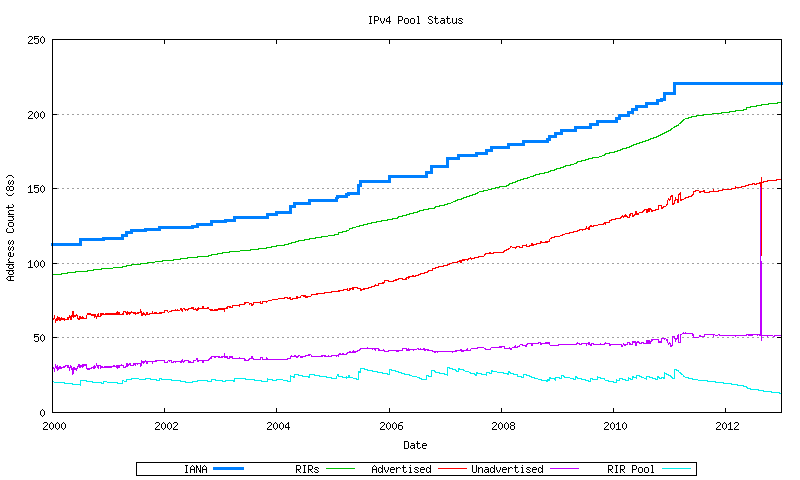 IPv4 Pool Status
250
200
150
100
50
0
Address Count (8s)
2000 2002 2004 2006 2008 2010 2012
Date
IANA RIRs Advertised Unadvertised RIR Pool